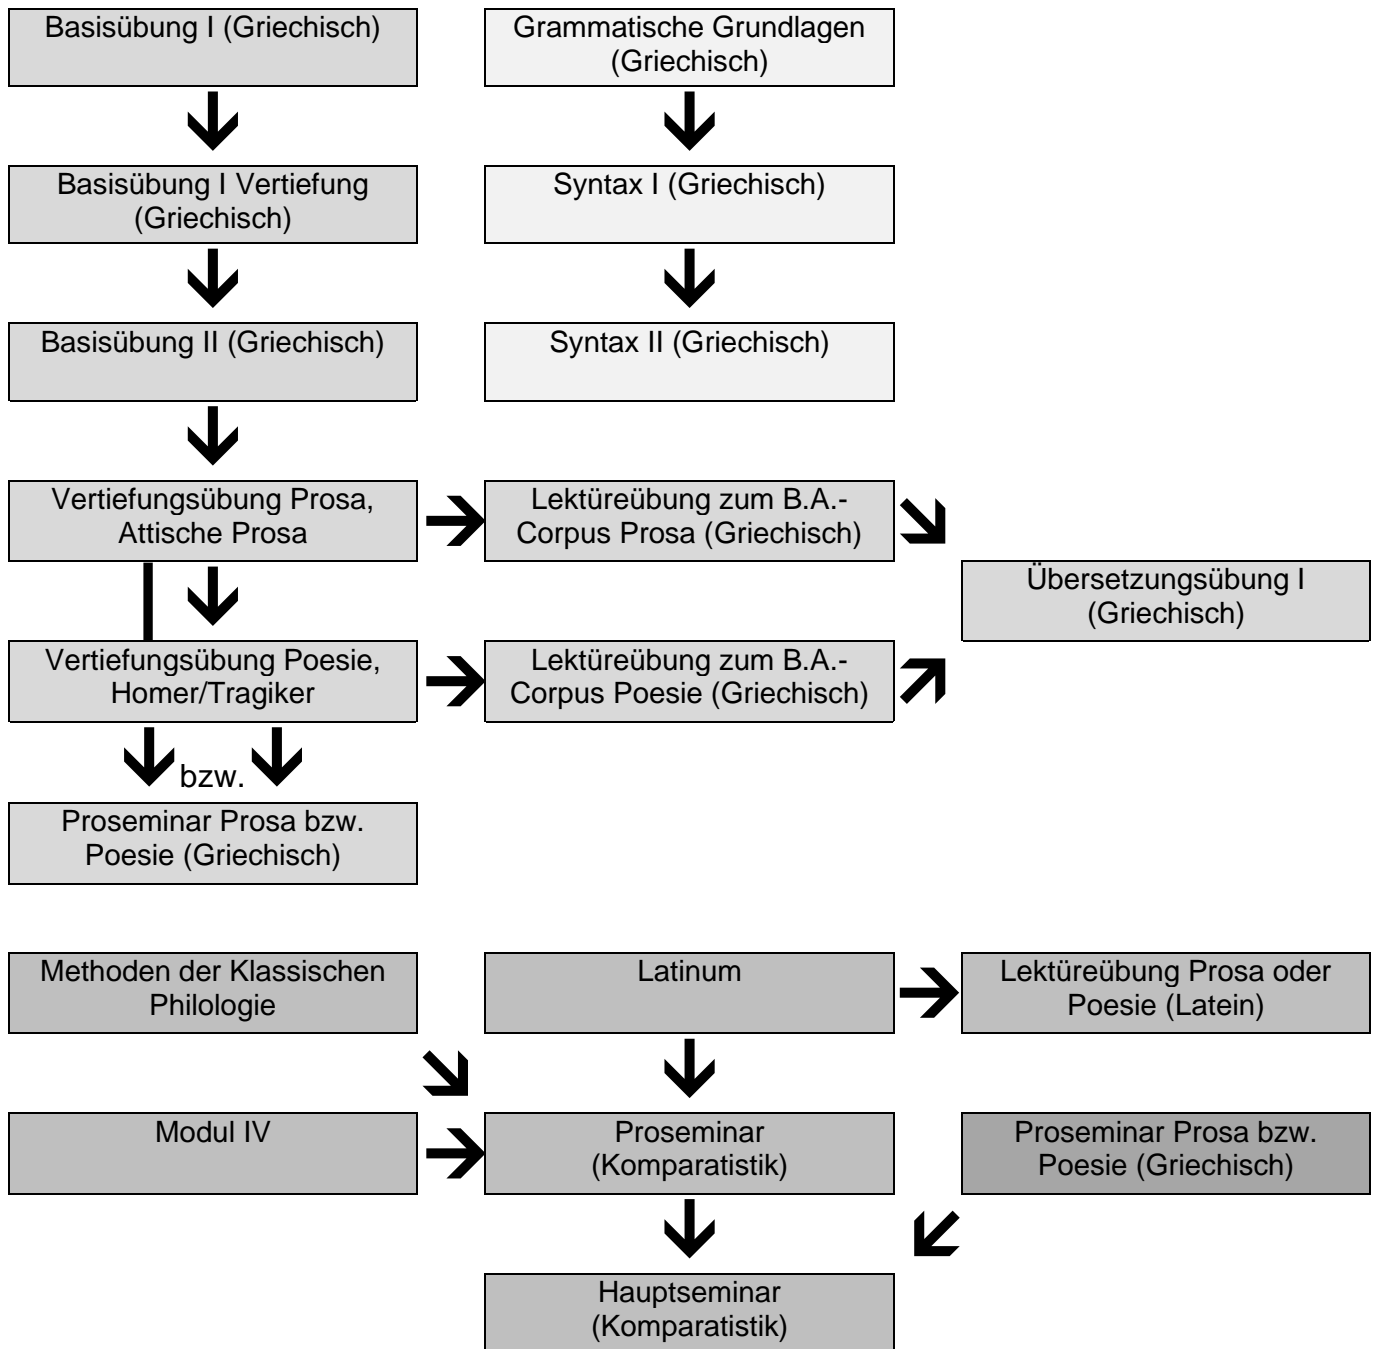 Basisübung I (Griechisch)
Grammatische Grundlagen
(Griechisch)
Basisübung I Vertiefung
(Griechisch)
Syntax I (Griechisch)
Basisübung II (Griechisch)
Syntax II (Griechisch)
Vertiefungsübung Prosa,
Attische Prosa
Lektüreübung zum B.A.-
Corpus Prosa (Griechisch)
Übersetzungsübung I
(Griechisch)
Vertiefungsübung Poesie,
Homer/Tragiker
Lektüreübung zum B.A.-
Corpus Poesie (Griechisch)
bzw.
Proseminar Prosa bzw.
Poesie (Griechisch)
Methoden der Klassischen
Philologie
Latinum
Lektüreübung Prosa oder
Poesie (Latein)
Modul IV
Proseminar
(Komparatistik)
Proseminar Prosa bzw.
Poesie (Griechisch)
Hauptseminar
(Komparatistik)